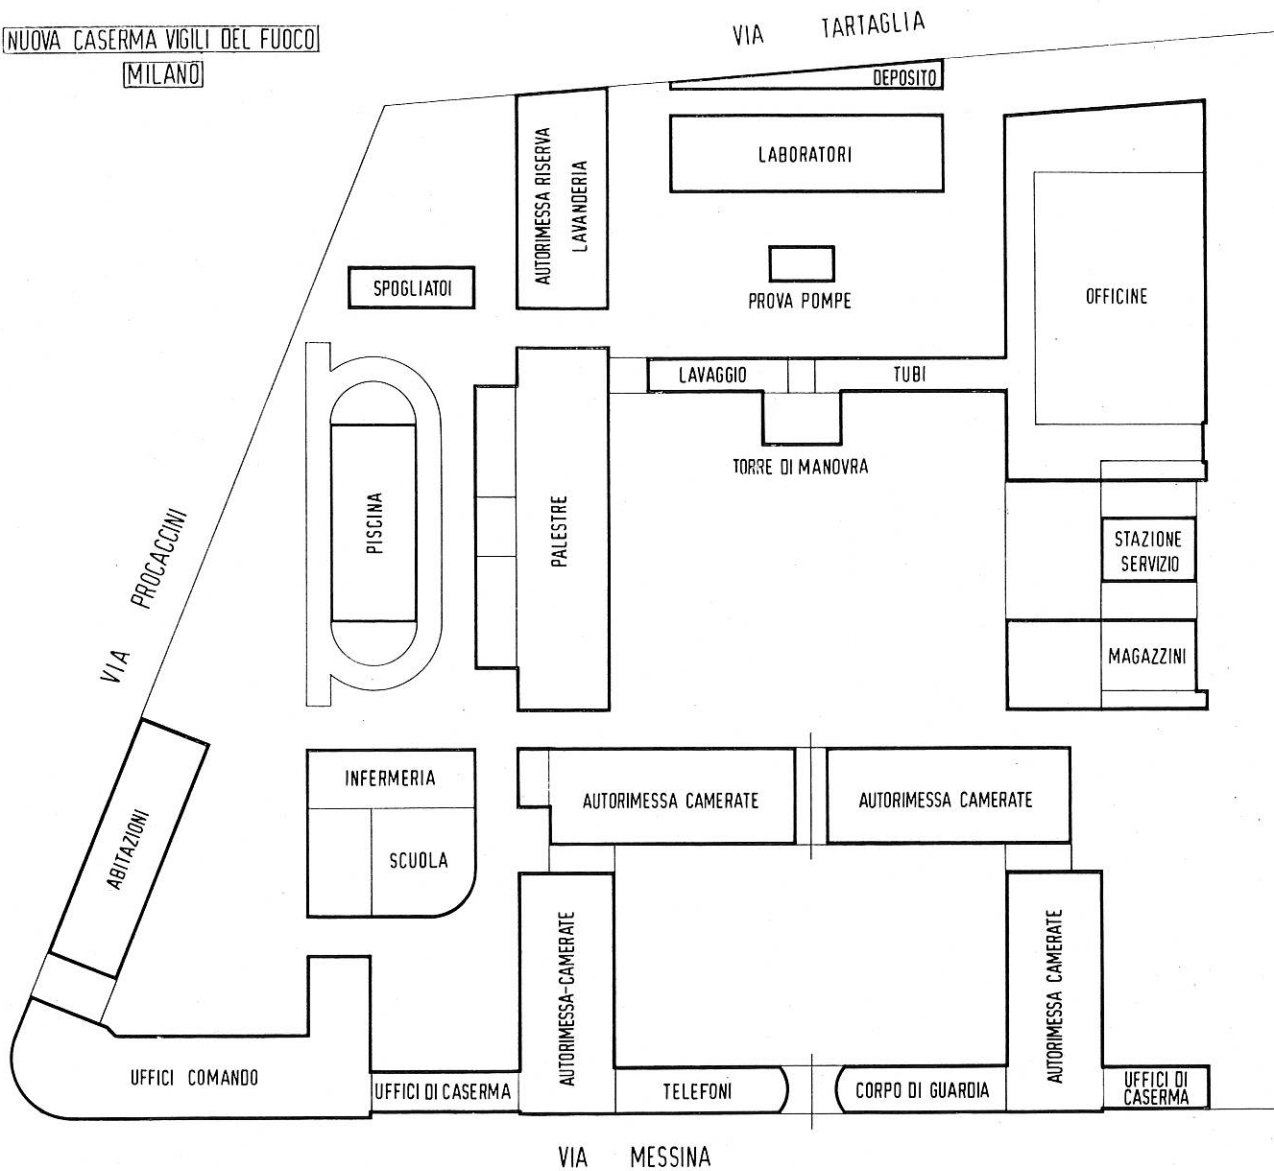 NUOVA CASERMA VIGILI DEL FUOCO
MILANO
VIA TARTAGLIA
DEPOSITO
LABORATORI
AUTORIMESSA RISERVA
LAVANDERIA
SPOGLIATOI
PROVA POMPE
OFFICINE
LAVAGGIO
TUBI
TORRE DI MANOVRA
PISCINA
PALESTRE
VIA PROCACCINI
STAZIONE
SERVIZIO
MAGAZZINI
ABITAZIONI
INFERMERIA
SCUOLA
AUTORIMESSA CAMERATE
AUTORIMESSA CAMERATE
AUTORIMESSA-CAMERATE
AUTORIMESSA CAMERATE
UFFICI COMANDO
UFFICI DI CASERMA
TELEFONI
CORPO DI GUARDIA
UFFICI DI
CASERMA
VIA MESSINA